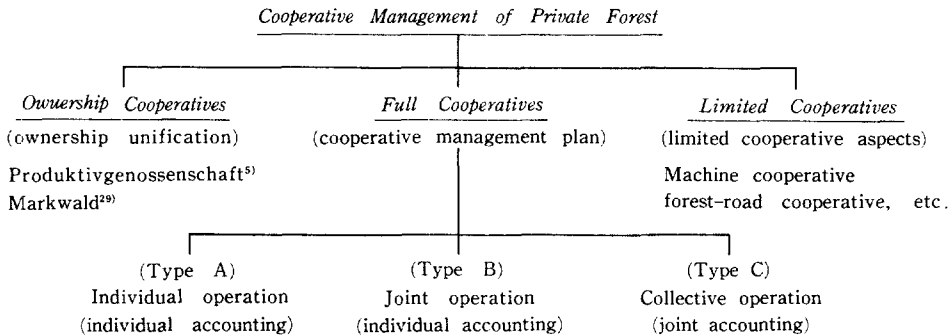 Cooperative Management of Private Forest
Owuership Cooperatives
(ownership unification)
Produktivgenossenschaft⁵⁾
Markwald²⁹⁾
Full Cooperatives
(cooperative management plan)
Limited Cooperatives
(limited cooperative aspects)
Machine cooperative
forest-road cooperative, etc.
(Type A)
Individual operation
(individual accounting)
(Type B)
Joint operation
(individual accounting)
(Type C)
Collective operation
(joint accounting)